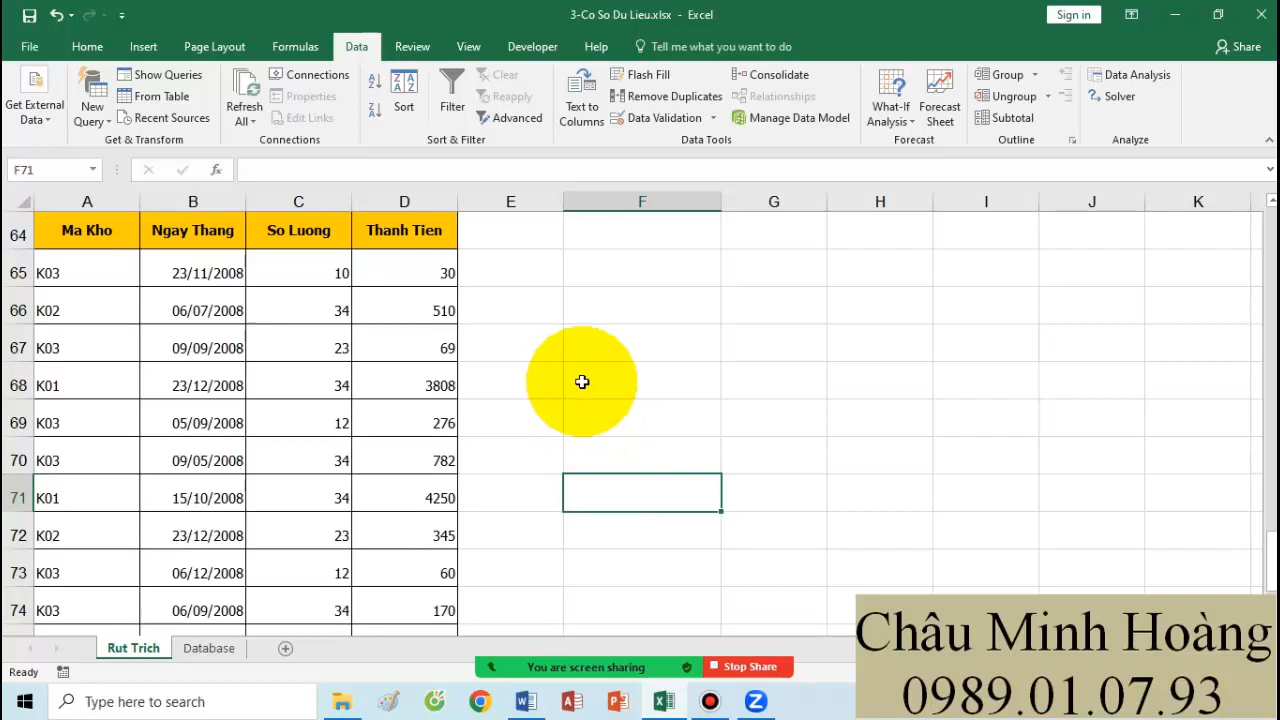 3-Co So Du Lieu.xlsx - Excel
Sign in
File Home Insert Page Layout Formulas Data Review View Developer Help Tell me what you want to do Share
Get External Data
New Query
Show Queries
From Table
Recent Sources
Get & Transform
Refresh All
Connections
Properties
Edit Links
Connections
Sort
Filter
Clear
Reapply
Advanced
Sort & Filter
Text to Columns
Flash Fill
Remove Duplicates
Data Validation
Consolidate
Relationships
Manage Data Model
Data Tools
What-If Analysis
Forecast Sheet
Forecast
Group
Ungroup
Subtotal
Outline
Data Analysis
Solver
Analyze
F71 fx
A B C D E F G H I J K
64 Ma Kho Ngay Thang So Luong Thanh Tien
65 K03 23/11/2008 10 30
66 K02 06/07/2008 34 510
67 K03 09/09/2008 23 69
68 K01 23/12/2008 34 3808
69 K03 05/09/2008 12 276
70 K03 09/05/2008 34 782
71 K01 15/10/2008 34 4250
72 K02 23/12/2008 23 345
73 K03 06/12/2008 12 60
74 K03 06/09/2008 34 170
Rut Trich Database
Ready
You are screen sharing Stop Share
Type here to search
Châu Minh Hoàng
0989.01.07.93